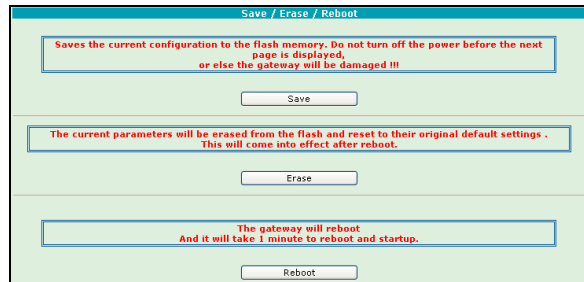 Save / Erase / Reboot
Saves the current configuration to the flash memory. Do not turn off the power before the next
page is displayed,
or else the gateway will be damaged !!!
Save
The current parameters will be erased from the flash and reset to their original default settings .
This will come into effect after reboot.
Erase
The gateway will reboot
And it will take 1 minute to reboot and startup.
Reboot